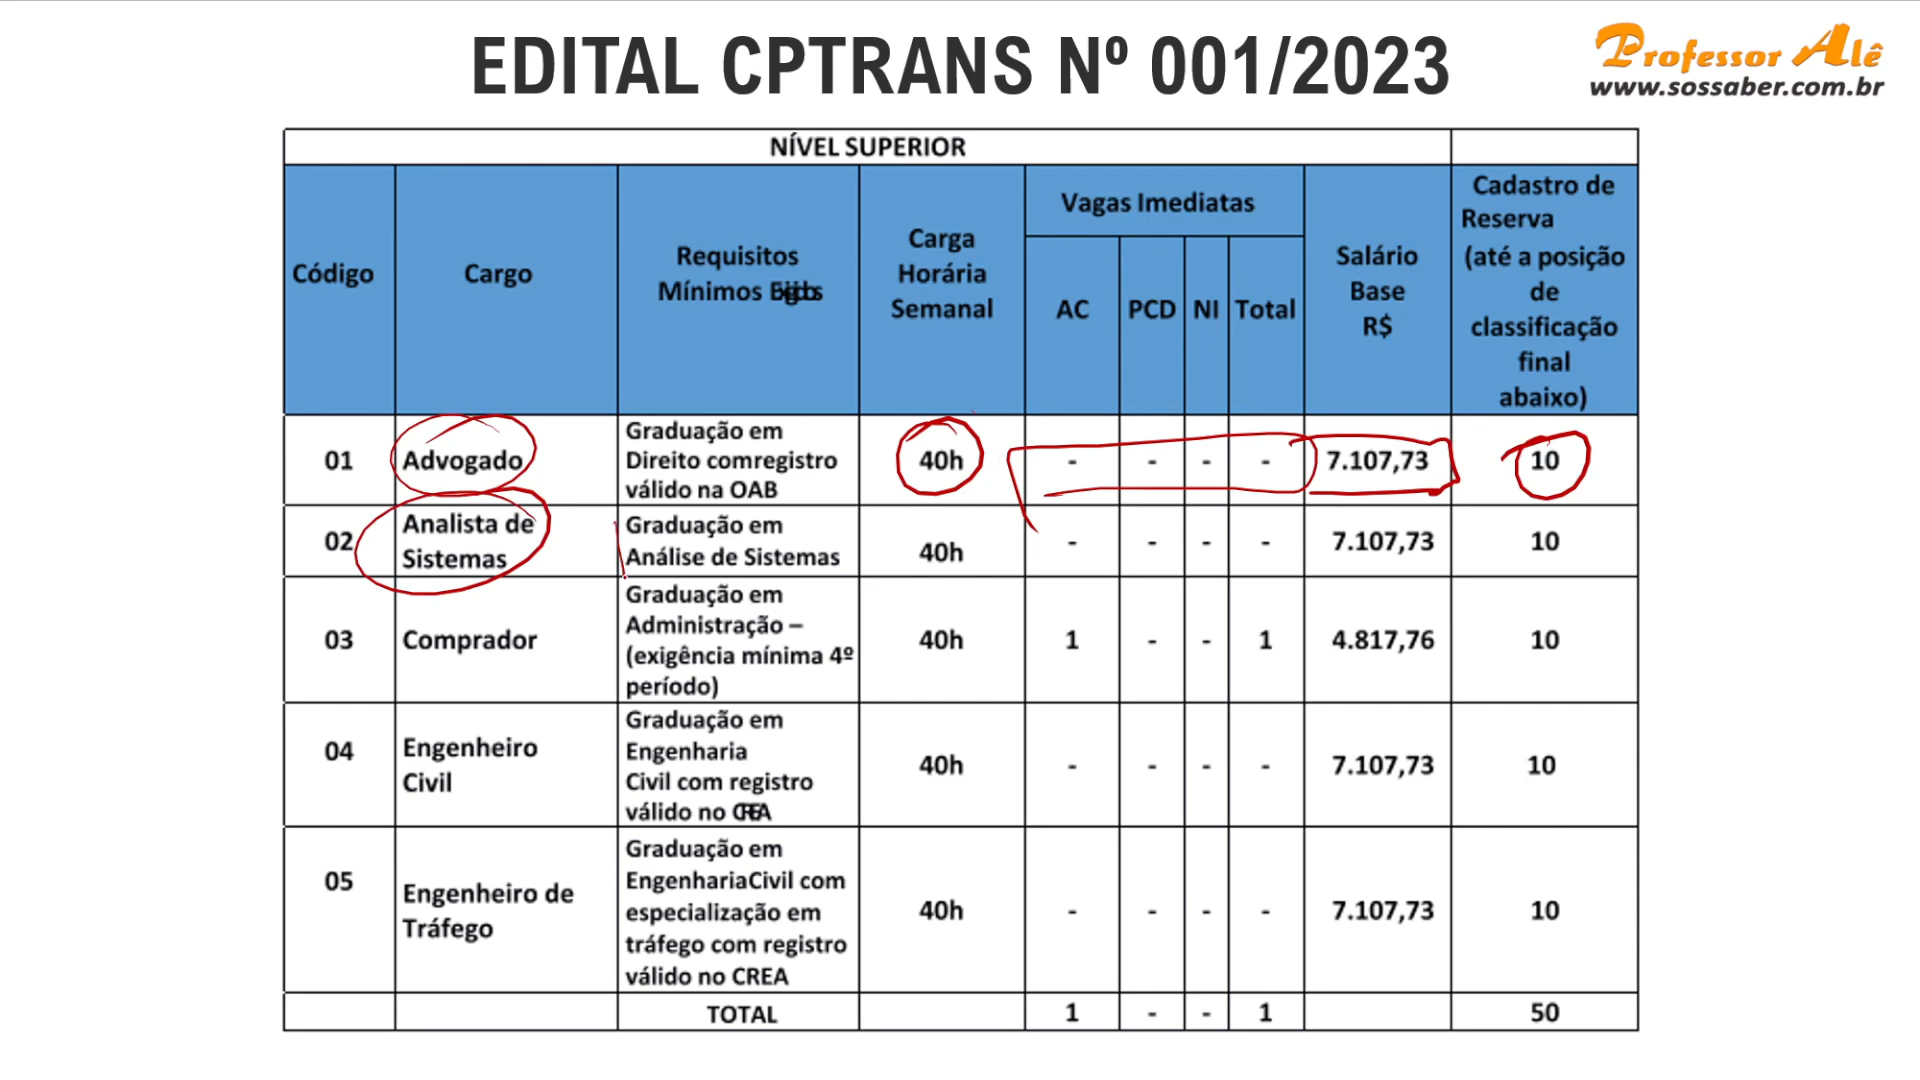 EDITAL CPTRANS Nº 001/2023
Professor Alê
www.sossaber.com.br
NÍVEL SUPERIOR
Código
Cargo
Requisitos
Mínimos
Carga
Horária
Semanal
Vagas Imediatas
AC PCD NI Total
Salário
Base
R$
Cadastro de
Reserva
(até a posição
de
classificação
final
abaixo)
01
Advogado
Graduação em
Direito comregistro
válido na OAB
40h
- - - -
7.107,73
10
02
Analista de
Sistemas
Graduação em
Análise de Sistemas
40h
- - - -
7.107,73
10
03
Comprador
Graduação em
Administração –
(exigência mínima 4º
período)
40h
1 - - 1
4.817,76
10
04
Engenheiro
Civil
Graduação em
Engenharia
Civil com registro
válido no CREA
40h
- - - -
7.107,73
10
05
Engenheiro de
Tráfego
Graduação em
EngenhariaCivil com
especialização em
tráfego com registro
válido no CREA
40h
- - - -
7.107,73
10
TOTAL
1 - - 1
50